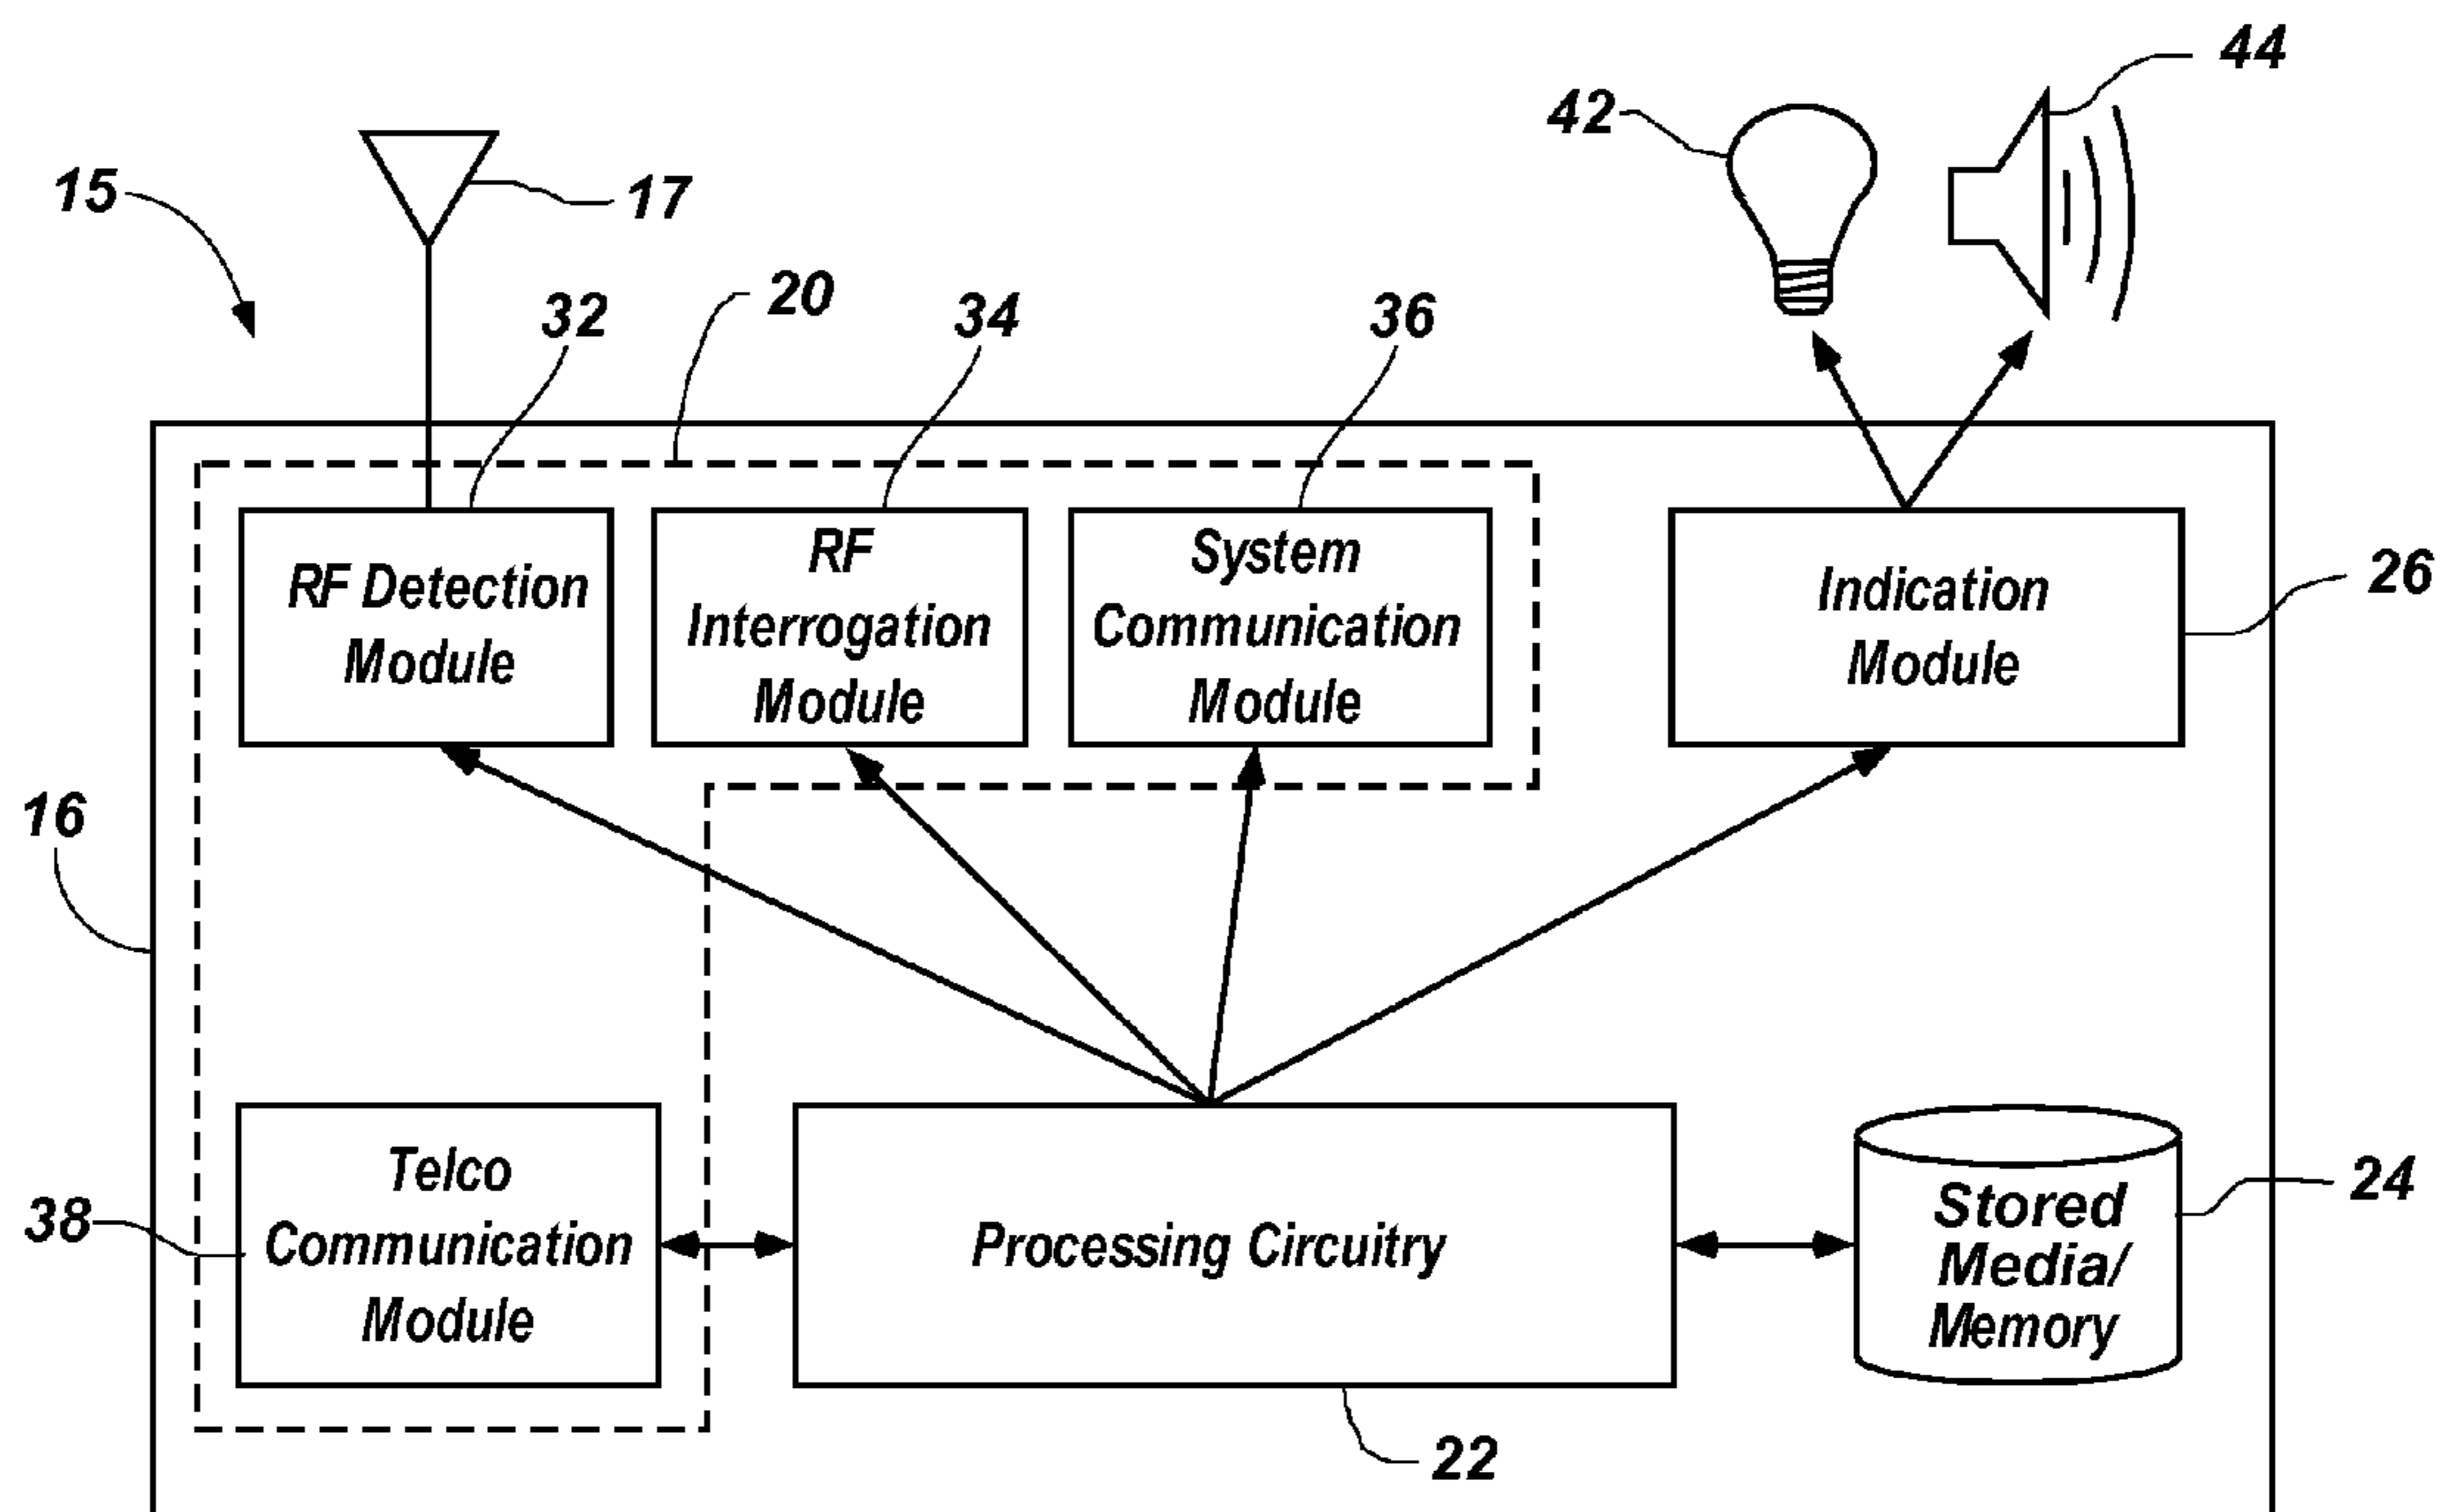 44
42
15
17
20
32
34
36
RF Detection
Module
RF
Interrogation
Module
System
Communication
Module
Indication
Module
26
16
Telco
Communication
Module
38
Processing Circuitry
Stored
Media/
Memory
24
22